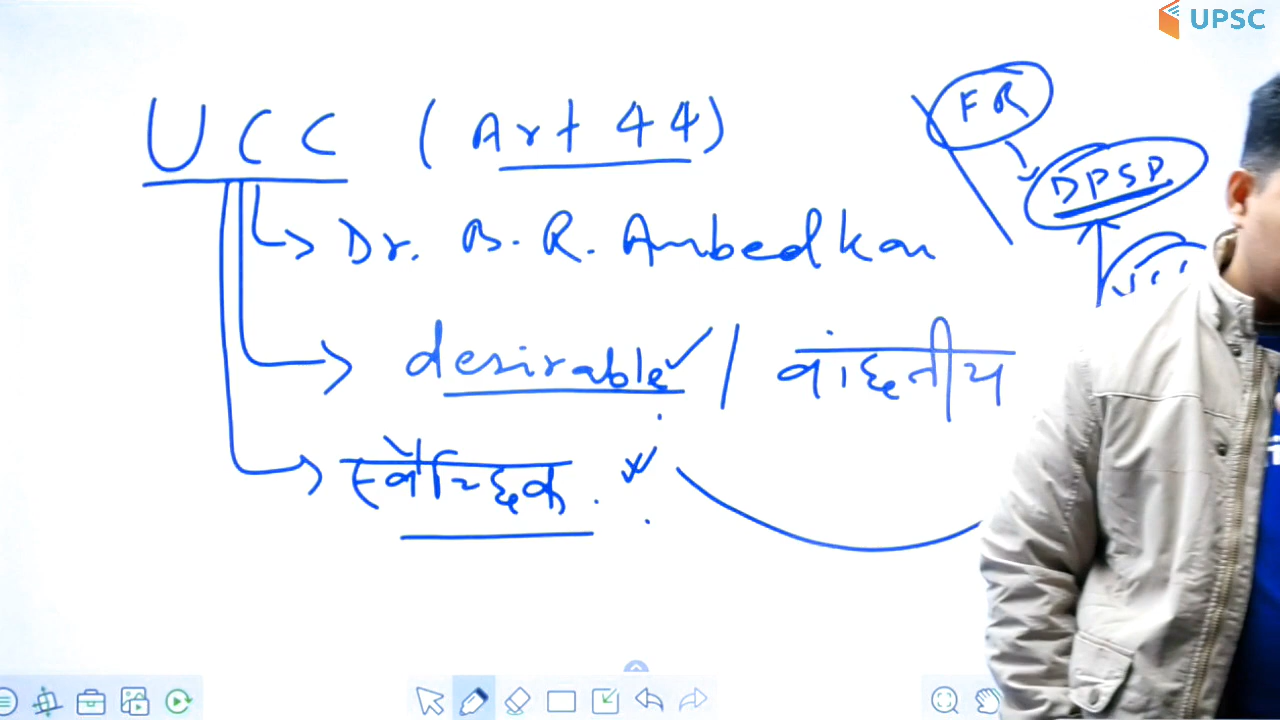 UPSC
UCC (Art 44)
FR
DPSP
Dr. B. R. Ambedkar
desirable / वांछनीय
स्वैच्छिक